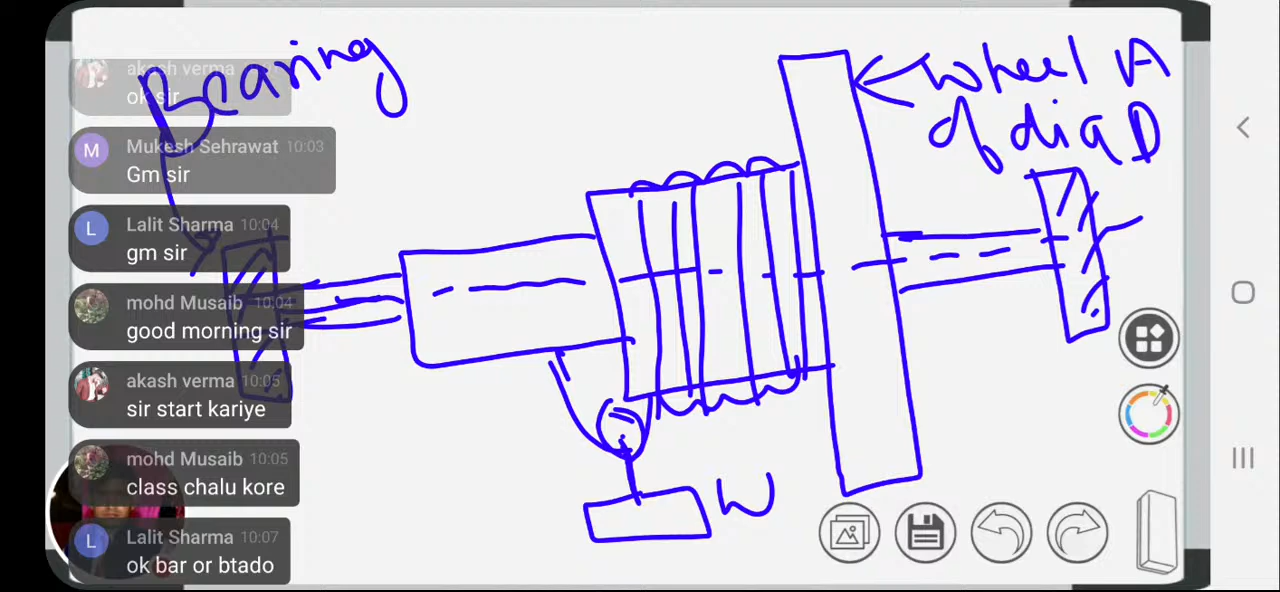 Bearing
wheel A
of dia D
W
akash verma
ok sir
M
Mukesh Sehrawat 10:03
Gm sir
L
Lalit Sharma 10:04
gm sir
mohd Musaib 10:04
good morning sir
akash verma 10:05
sir start kariye
mohd Musaib 10:05
class chalu kore
L
Lalit Sharma 10:07
ok bar or btado